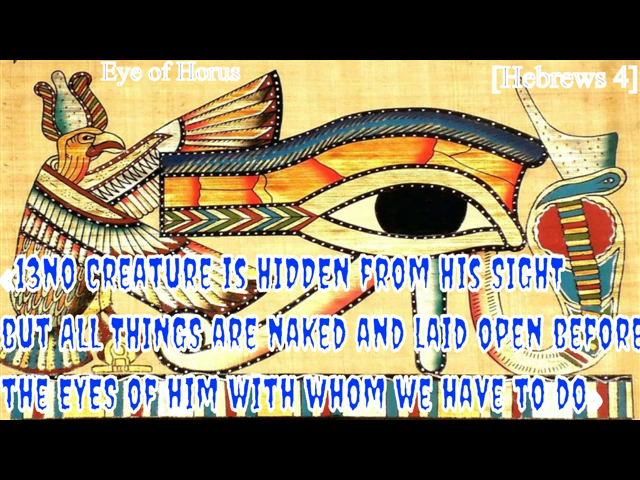 Eye of Horus
[Hebrews 4]
13NO CREATURE IS HIDDEN FROM HIS SIGHT
BUT ALL THINGS ARE NAKED AND LAID OPEN BEFORE
THE EYES OF HIM WITH WHOM WE HAVE TO DO